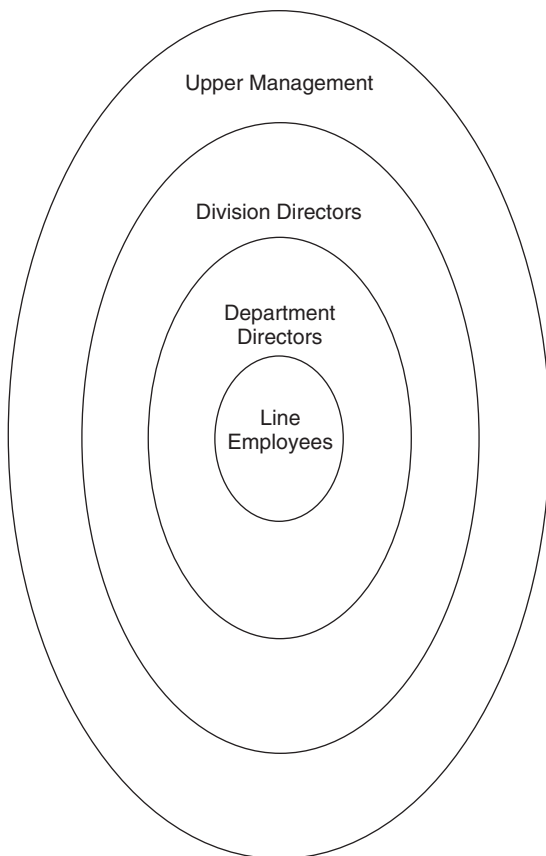 Upper Management
Division Directors
Department
Directors
Line
Employees